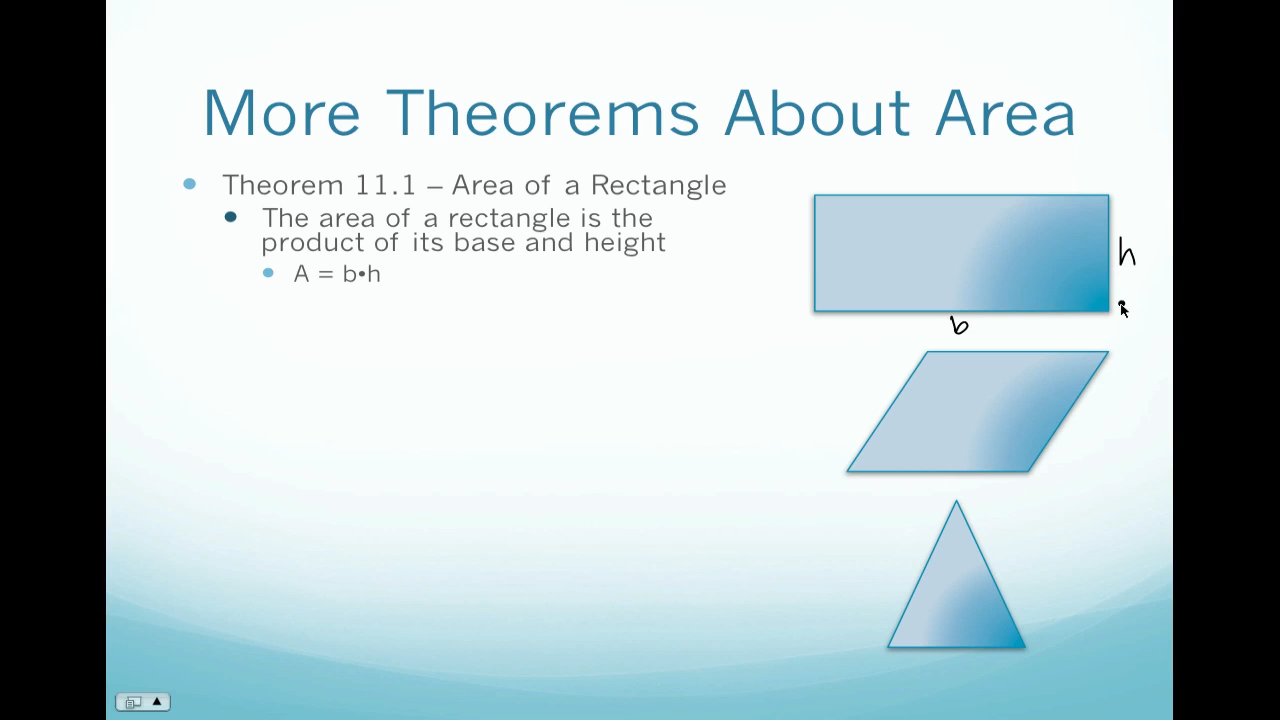 More Theorems About Area
• Theorem 11.1 – Area of a Rectangle
• The area of a rectangle is the
product of its base and height
• A = b•h
h
b